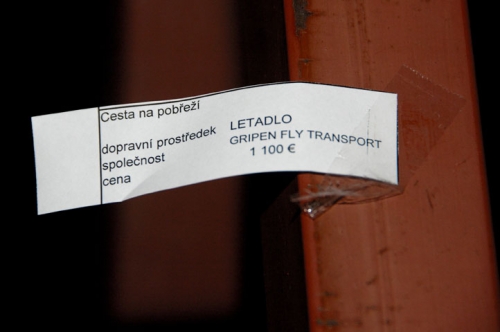 Cesta na pobřeží
dopravní prostředek LETADLO
společnost GRIPEN FLY TRANSPORT
cena 1 100 €